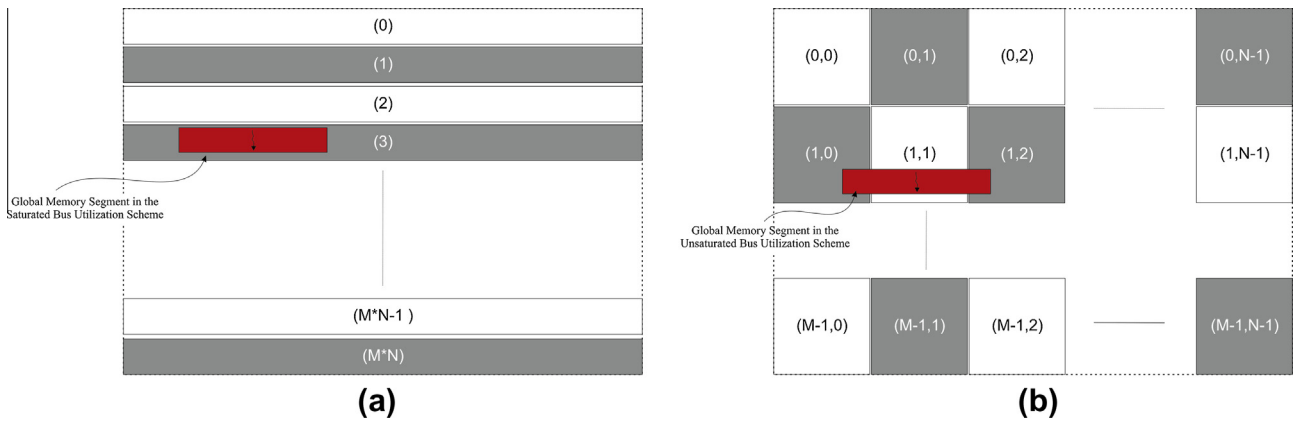 (0)
(1)
(2)
(3)
Global Memory Segment in the
Saturated Bus Utilization Scheme
(M*N-1 )
(M*N)
(a)
(0,0) (0,1) (0,2) (0,N-1)
(1,0) (1,1) (1,2) (1,N-1)
Global Memory Segment in the
Unsaturated Bus Utilization Scheme
(M-1,0) (M-1,1) (M-1,2) (M-1,N-1)
(b)